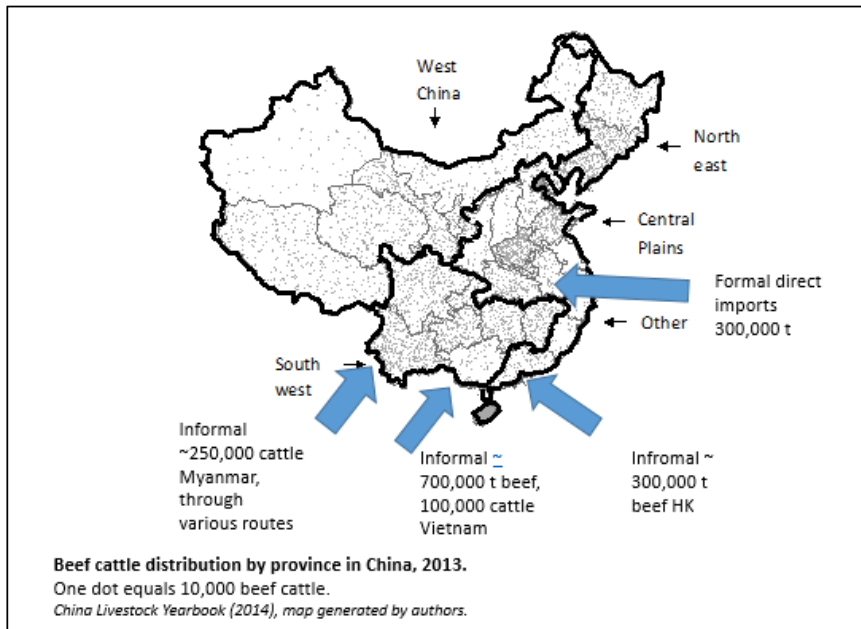 West
China
North
east
Central
Plains
Formal direct
imports
300,000 t
Other
South
west
Informal
~250,000 cattle
Myanmar,
through
various routes
Informal ~
700,000 t beef,
100,000 cattle
Vietnam
Infromal ~
300,000 t
beef HK
Beef cattle distribution by province in China, 2013.
One dot equals 10,000 beef cattle.
China Livestock Yearbook (2014), map generated by authors.